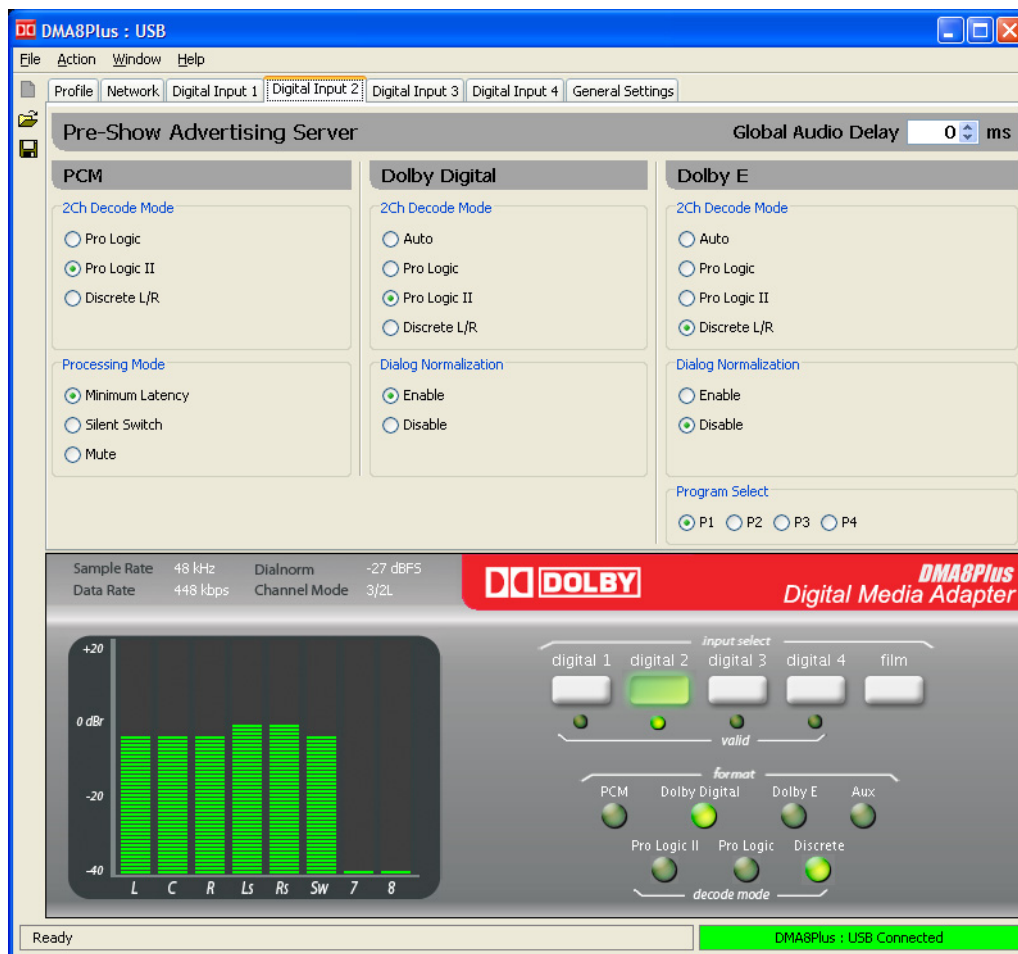 DMA8Plus : USB
File Action Window Help
Profile Network Digital Input 1 Digital Input 2 Digital Input 3 Digital Input 4 General Settings
Pre-Show Advertising Server Global Audio Delay 0 ms
PCM
2Ch Decode Mode
Pro Logic
Pro Logic II
Discrete L/R
Processing Mode
Minimum Latency
Silent Switch
Mute
Dolby Digital
2Ch Decode Mode
Auto
Pro Logic
Pro Logic II
Discrete L/R
Dialog Normalization
Enable
Disable
Dolby E
2Ch Decode Mode
Auto
Pro Logic
Pro Logic II
Discrete L/R
Dialog Normalization
Enable
Disable
Program Select
P1 P2 P3 P4
Sample Rate 48 kHz Dialnorm -27 dBFS
Data Rate 448 kbps Channel Mode 3/2L
DOLBY
DMA8Plus
Digital Media Adapter
+20
0 dBr
-20
-40
L C R Ls Rs Sw 7 8
input select
digital 1 digital 2 digital 3 digital 4 film
valid
format
PCM Dolby Digital Dolby E Aux
Pro Logic II Pro Logic Discrete
decode mode
Ready DMA8Plus : USB Connected